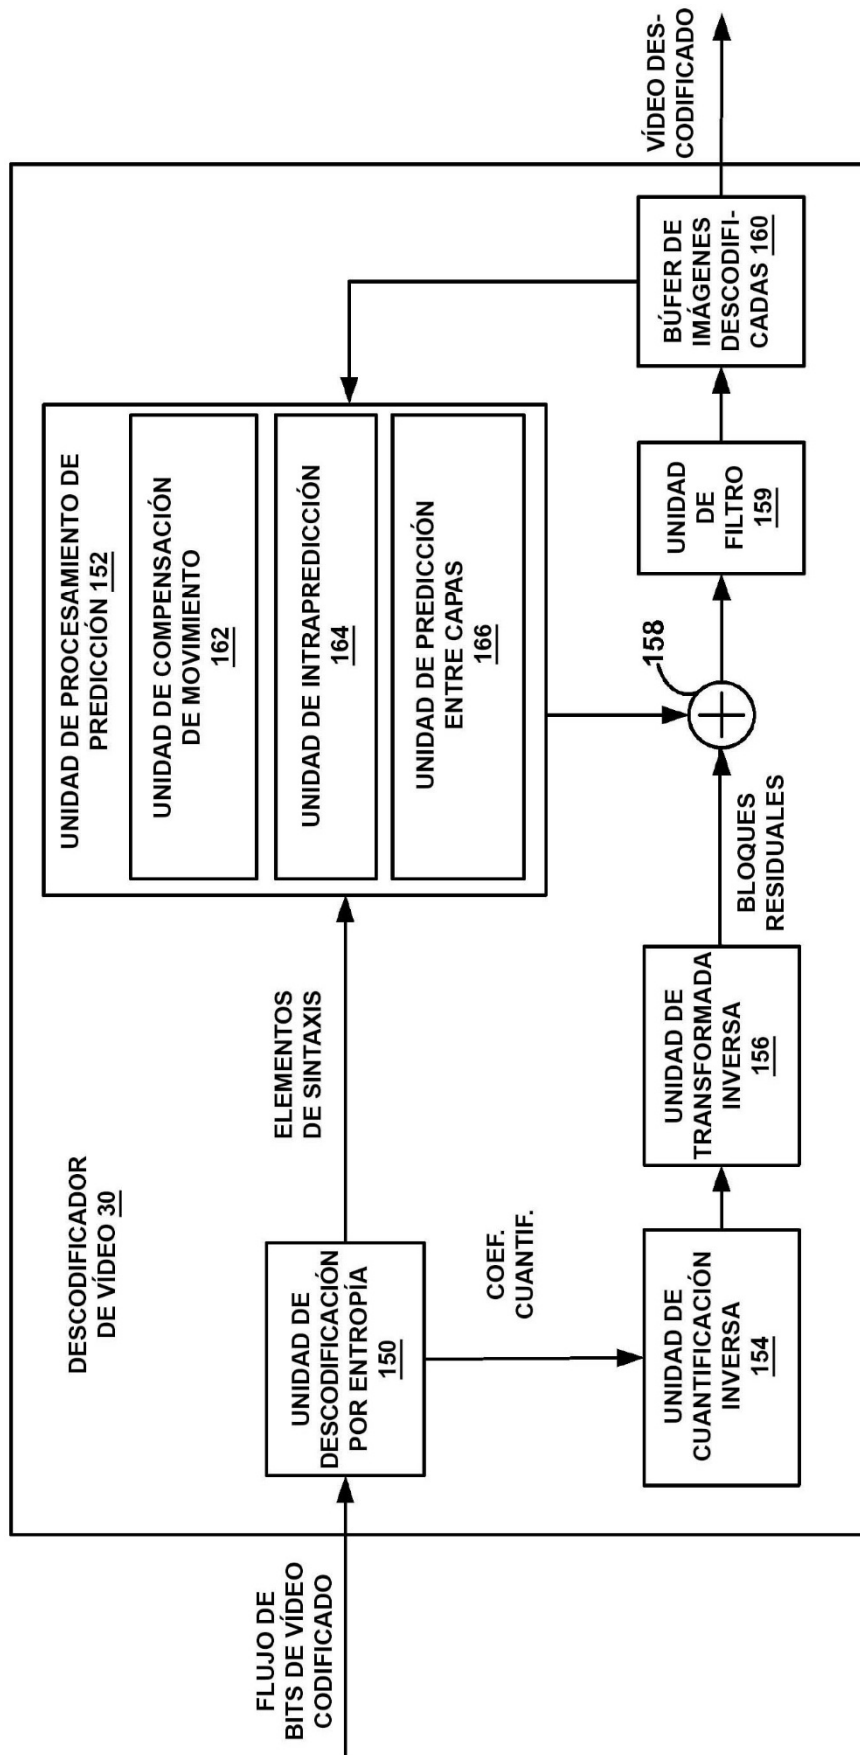 DESCODIFICADOR
DE VÍDEO 30
FLUJO DE
BITS DE VÍDEO
CODIFICADO
UNIDAD DE
DESCODIFICACIÓN
POR ENTROPÍA
150
ELEMENTOS
DE SINTAXIS
COEF.
CUANTIF.
UNIDAD DE PROCESAMIENTO DE
PREDICCIÓN 152
UNIDAD DE COMPENSACIÓN
DE MOVIMIENTO
162
UNIDAD DE INTRAPREDICCIÓN
164
UNIDAD DE PREDICCIÓN
ENTRE CAPAS
166
UNIDAD DE
CUANTIFICACIÓN
INVERSA
154
UNIDAD DE
TRANSFORMADA
INVERSA
156
BLOQUES
RESIDUALES
158
UNIDAD
DE
FILTRO
159
BÚFER DE
IMÁGENES
DESCODIFI-
CADAS 160
VÍDEO DES-
CODIFICADO